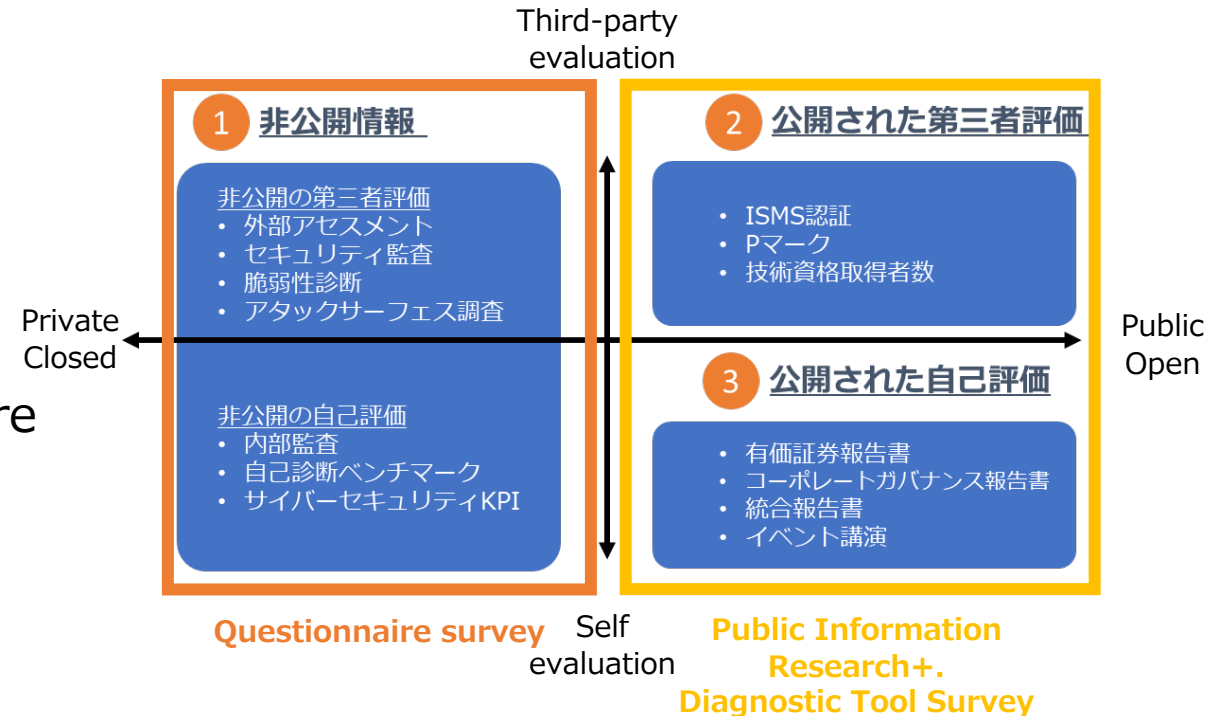 Third-party
evaluation
1 非公開情報
非公開の第三者評価
• 外部アセスメント
• セキュリティ監査
• 脆弱性診断
• アタックサーフェス調査
2 公開された第三者評価
• ISMS認証
• Pマーク
• 技術資格取得者数
Private
Closed
Public
Open
re
非公開の自己評価
• 内部監査
• 自己診断ベンチマーク
• サイバーセキュリティKPI
3 公開された自己評価
• 有価証券報告書
• コーポレートガバナンス報告書
• 統合報告書
• イベント講演
Questionnaire survey
Self
evaluation
Public Information
Research+.
Diagnostic Tool Survey